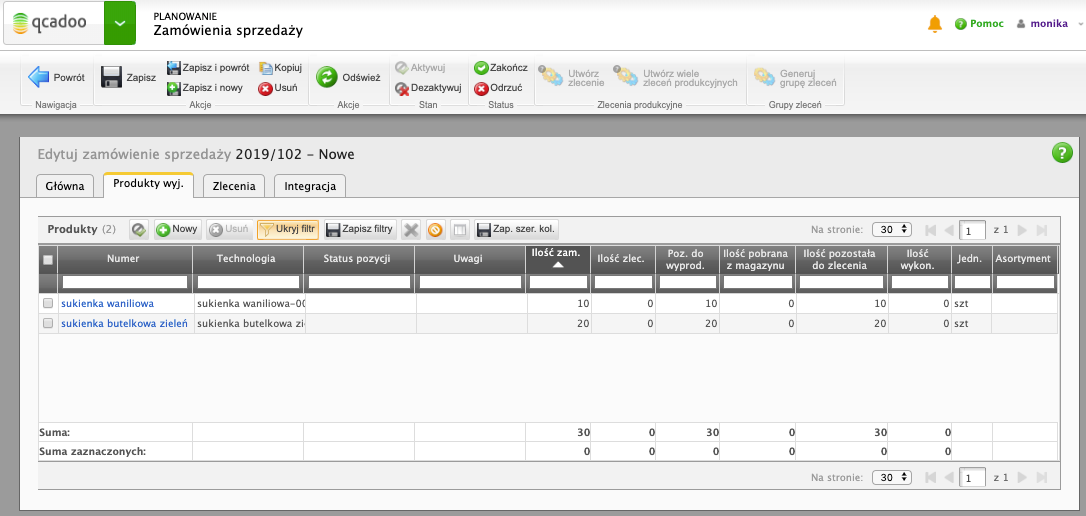 qcadoo
PLANOWANIE
Zamówienia sprzedaży
Pomoc
monika
Powrót
Nawigacja
Zapisz
Zapisz i powrót
Zapisz i nowy
Kopiuj
Usuń
Akcje
Odśwież
Akcje
Aktywuj
Dezaktywuj
Stan
Zakończ
Odrzuć
Status
Utwórz zlecenie
Utwórz wiele zleceń produkcyjnych
Zlecenia produkcyjne
Generuj grupę zleceń
Grupy zleceń
Edytuj zamówienie sprzedaży 2019/102 - Nowe
?
Główna Produkty wyj. Zlecenia Integracja
Produkty (2) Nowy Usuń Ukryj filtr Zapisz filtry Zap. szer. kol. Na stronie: 30 1 z 1
Numer Technologia Status pozycji Uwagi Ilość zam. Ilość zlec. Poz. do wyprod. Ilość pobrana z magazynu Ilość pozostała do zlecenia Ilość wykon. Jedn. Asortyment
sukienka waniliowa sukienka waniliowa-00 10 0 10 0 10 0 szt
sukienka butelkowa zieleń sukienka butelkowa zi 20 0 20 0 20 0 szt
Suma: 30 0 30 0 30 0
Suma zaznaczonych: 0 0 0 0 0 0
Na stronie: 30 1 z 1